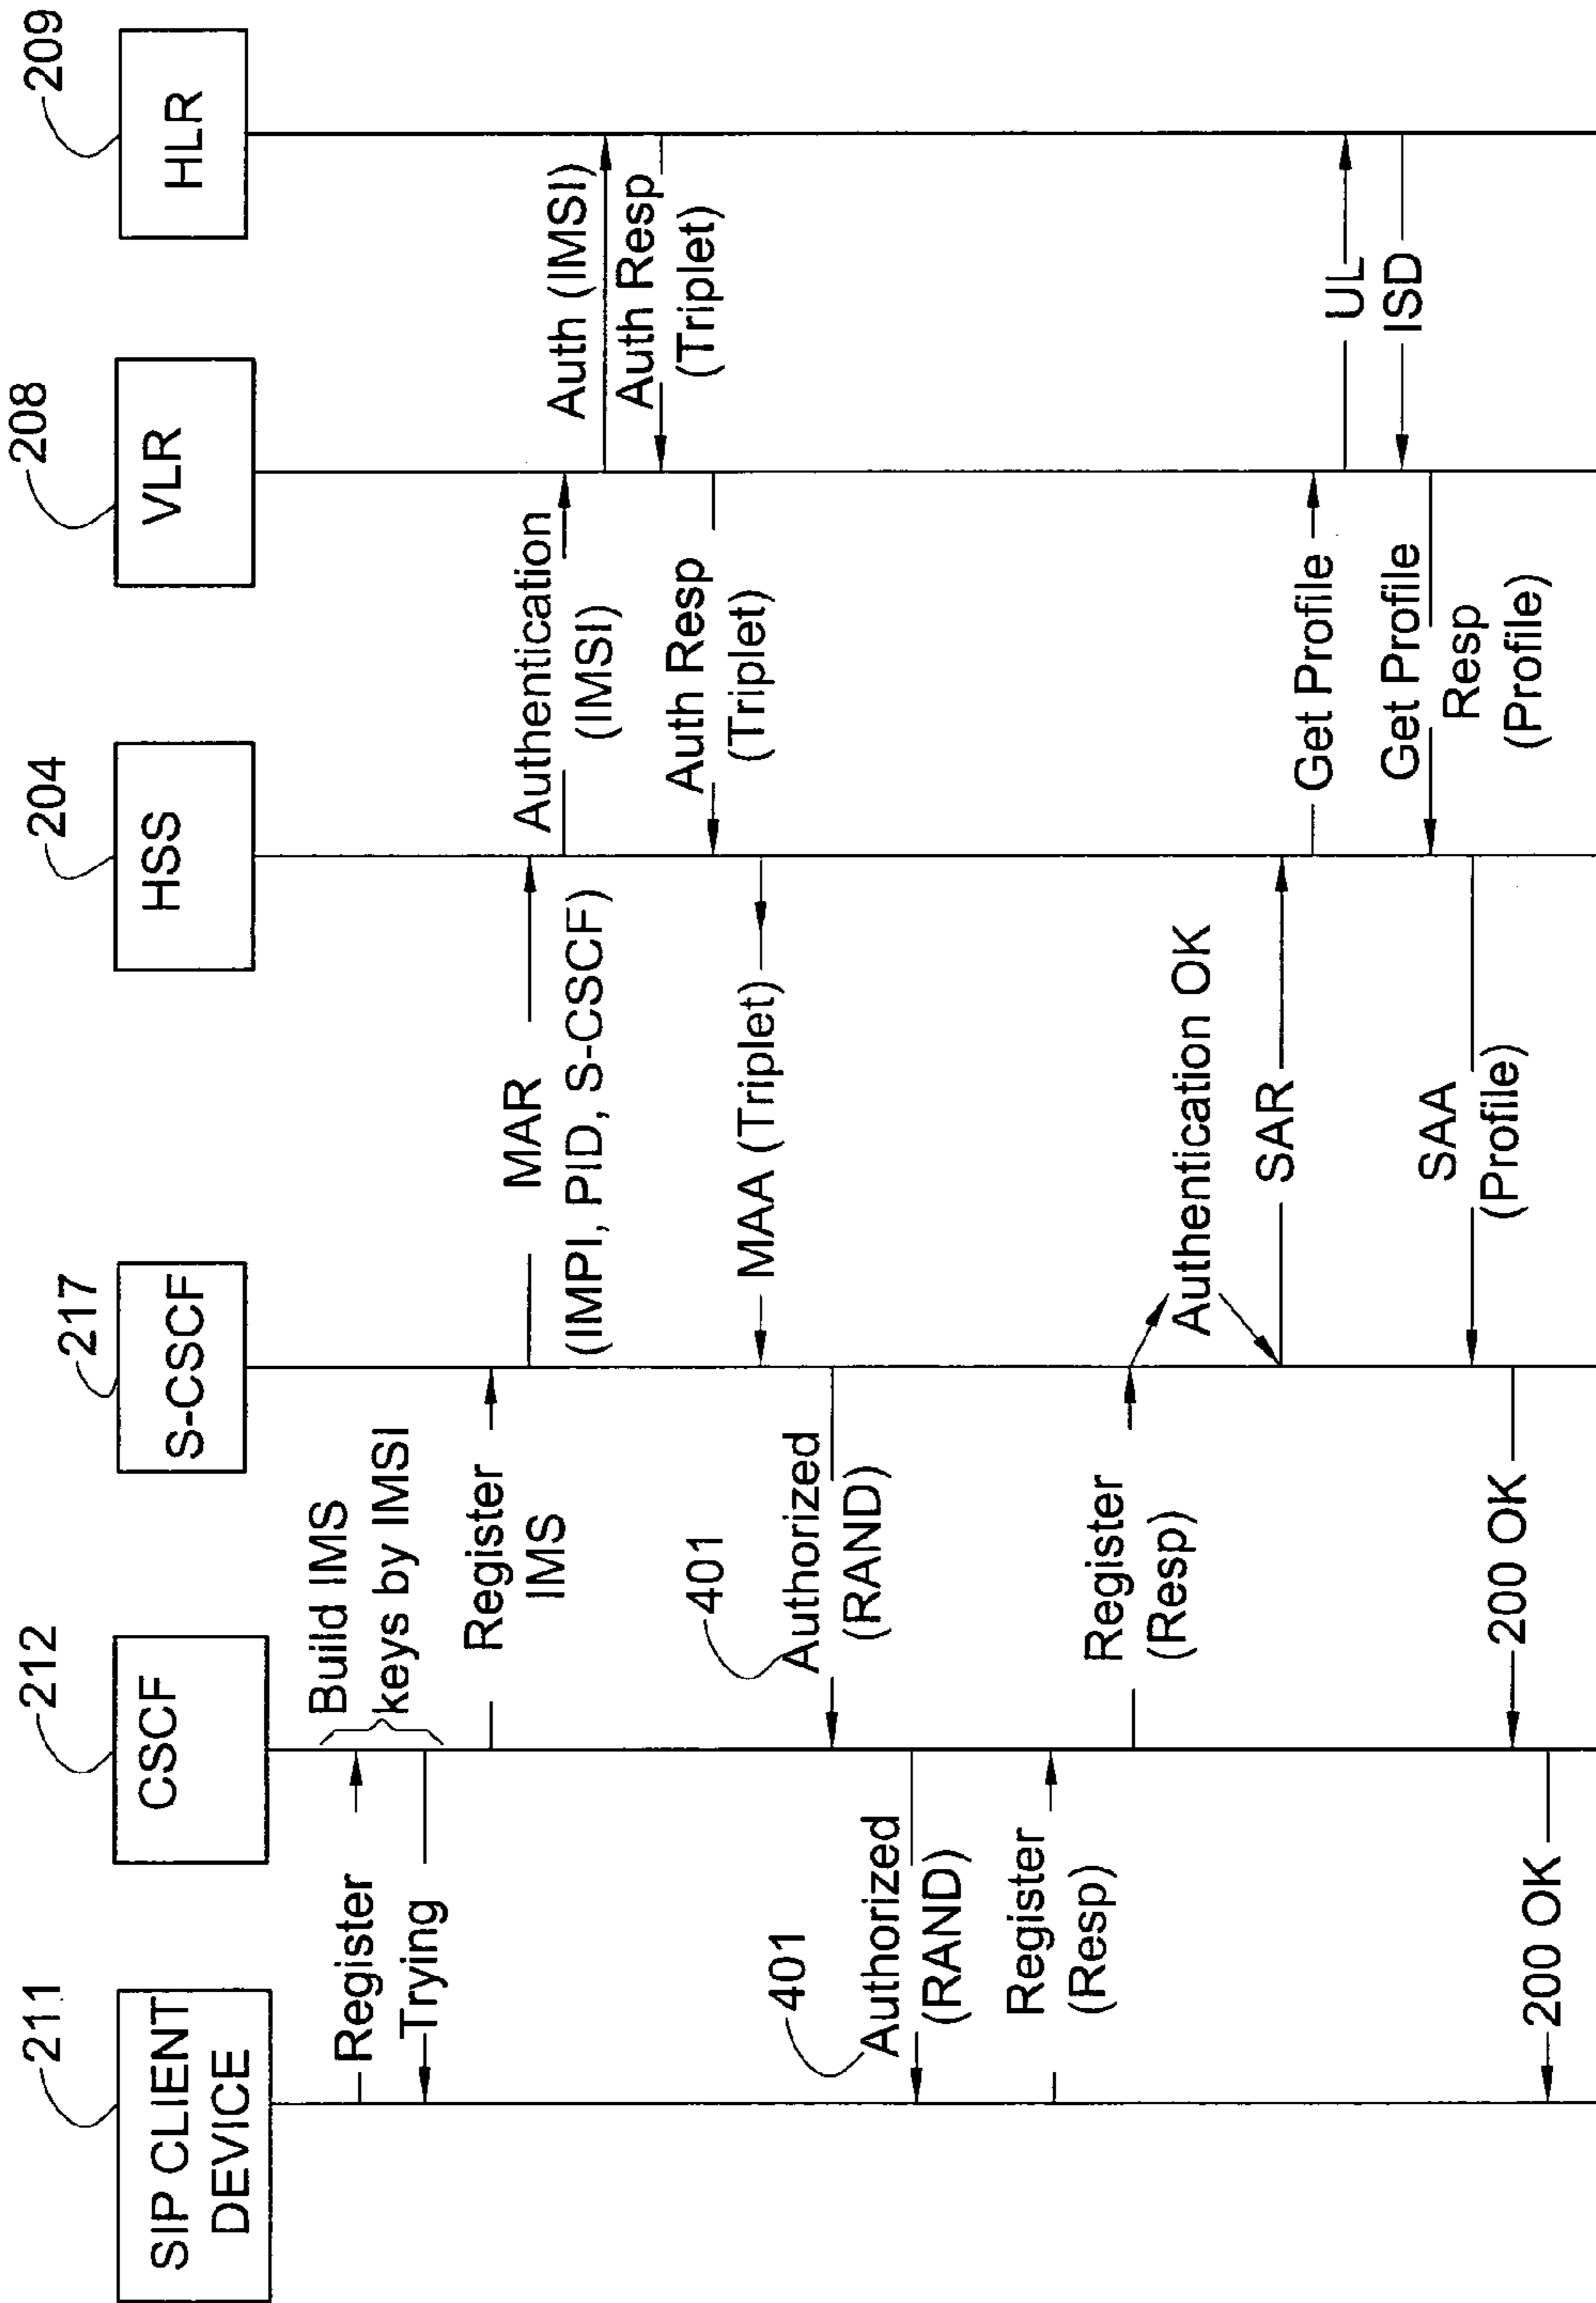 211
SIP CLIENT
DEVICE
212
CSCF
217
S-CSCF
204
HSS
208
VLR
209
HLR
Register
Trying
Build IMS
keys by IMSI
Register
IMS
MAR
(IMPI, PID, S-CSCF)
Authentication
(IMSI)
Auth (IMSI)
Auth Resp
(Triplet)
Auth Resp
(Triplet)
MAA (Triplet)
401
Authorized
(RAND)
401
Authorized
(RAND)
Register
(Resp)
Register
(Resp)
Authentication OK
SAR
Get Profile
UL
ISD
Get Profile
Resp
(Profile)
SAA
(Profile)
200 OK
200 OK